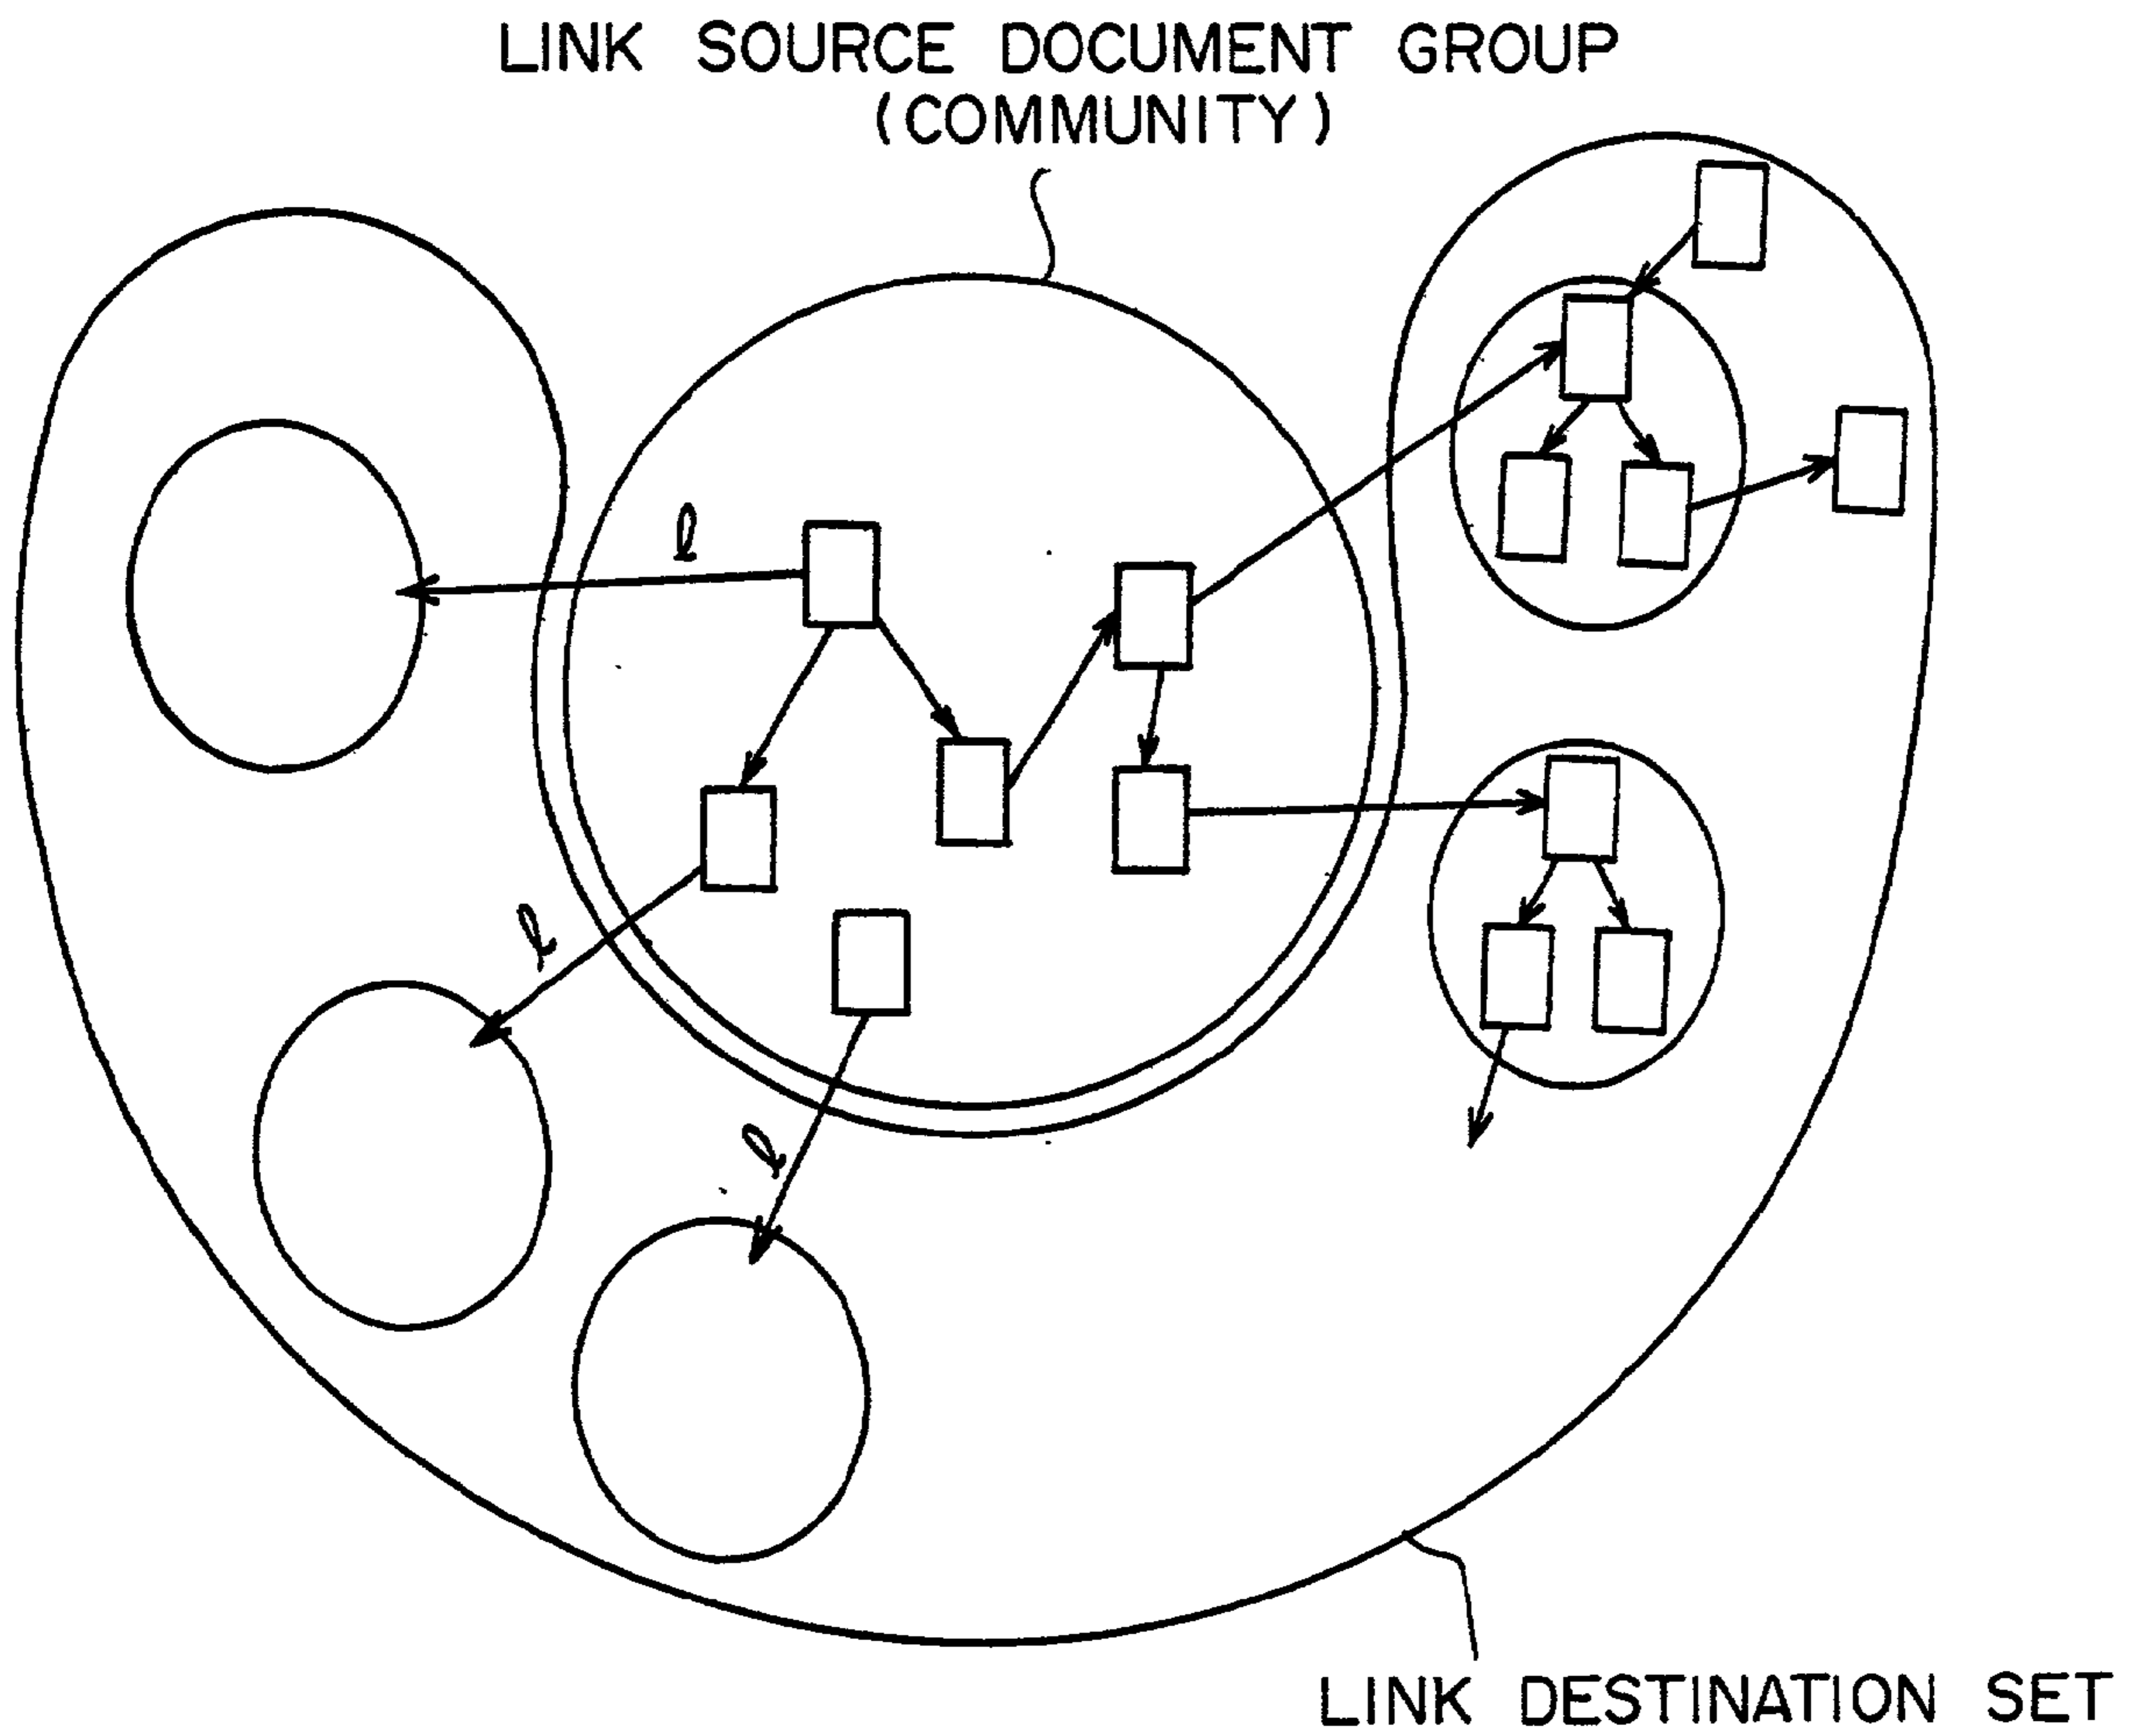 LINK SOURCE DOCUMENT GROUP
(COMMUNITY)
ℓ
ℓ
ℓ
LINK DESTINATION SET